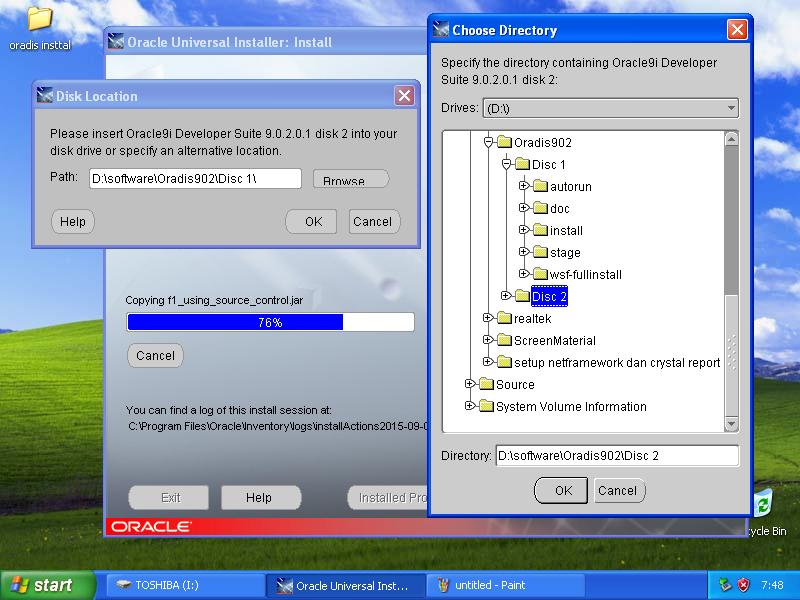 oradis insttal
Oracle Universal Installer: Install
Disk Location
Please insert Oracle9i Developer Suite 9.0.2.0.1 disk 2 into your
disk drive or specify an alternative location.
Path: D:\software\Oradis902\Disc 1\ Browse
Help OK Cancel
Copying f1_using_source_control.jar
76%
Cancel
You can find a log of this install session at:
C:\Program Files\Oracle\Inventory\logs\installActions2015-09-0
Exit Help Installed Pro
ORACLE
Choose Directory
Specify the directory containing Oracle9i Developer
Suite 9.0.2.0.1 disk 2:
Drives: (D:\)
Oradis902
Disc 1
autorun
doc
install
stage
wsf-fullinstall
Disc 2
realtek
ScreenMaterial
setup netframework dan crystal report
Source
System Volume Information
Directory: D:\software\Oradis902\Disc 2
OK Cancel
cycle Bin
start TOSHIBA (I:) Oracle Universal Inst... untitled - Paint 7:48